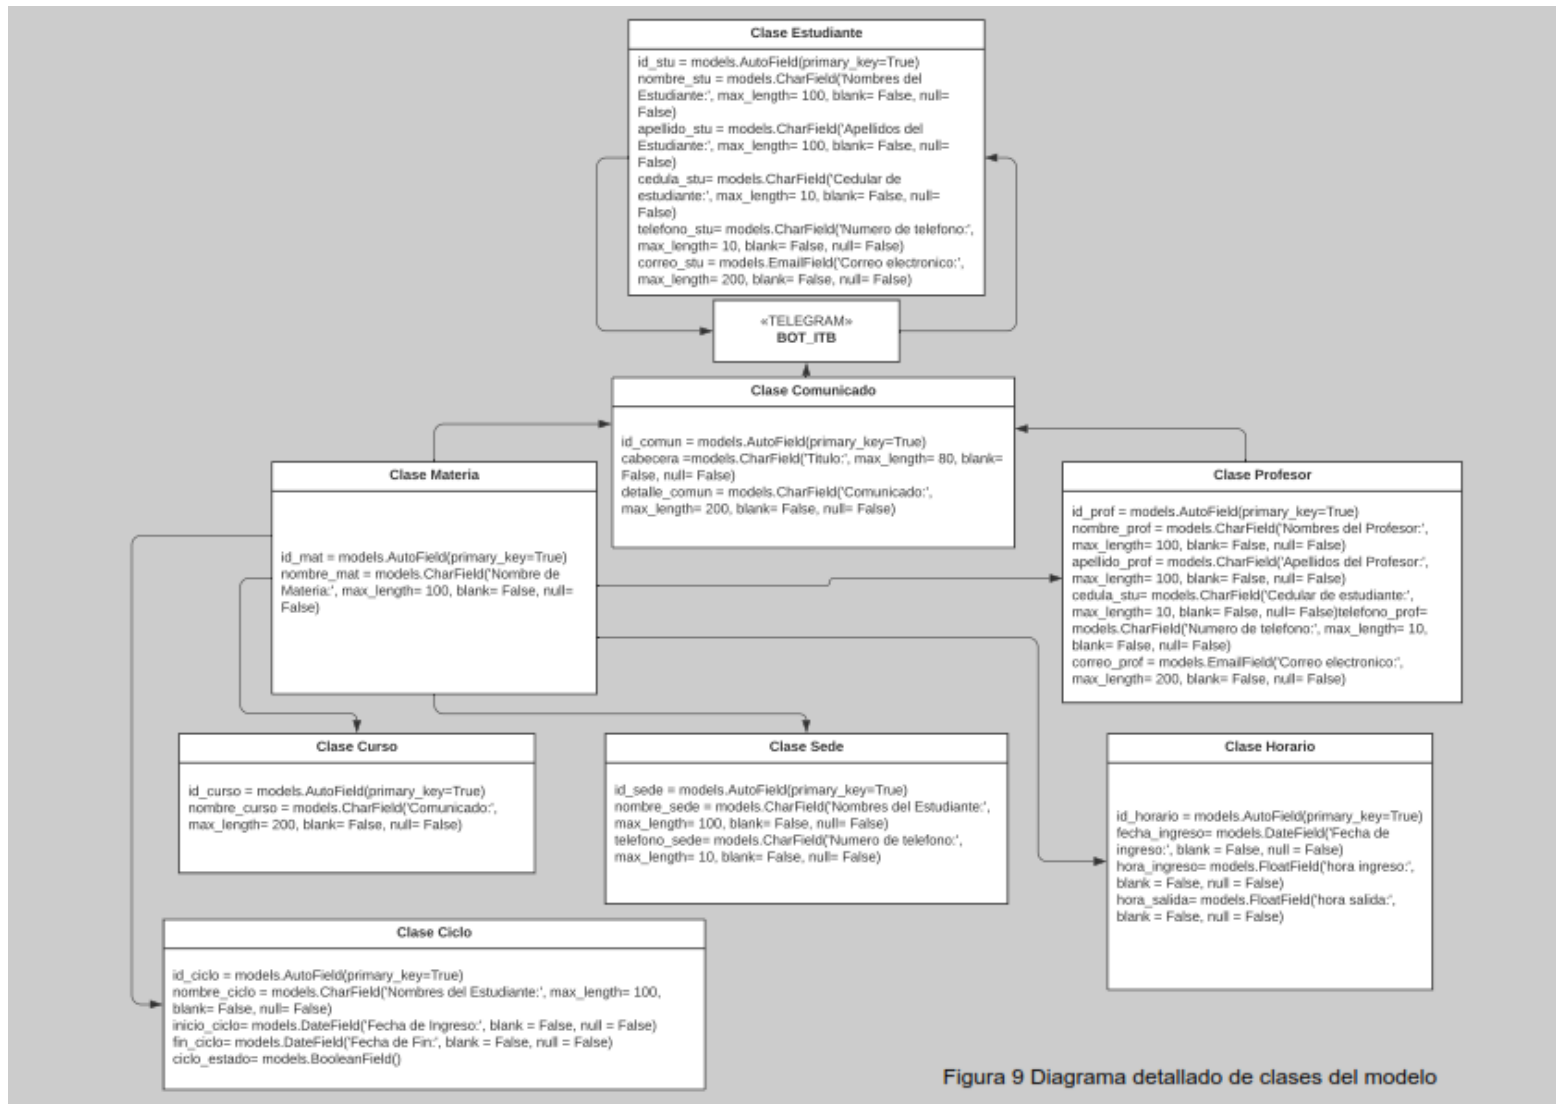 Clase Estudiante
id_stu = models.AutoField(primary_key=True)
nombre_stu = models.CharField('Nombres del
Estudiante:', max_length= 100, blank= False, null=
False)
apellido_stu = models.CharField('Apellidos del
Estudiante:', max_length= 100, blank= False, null=
False)
cedula_stu= models.CharField('Cedular de
estudiante:', max_length= 10, blank= False, null=
False)
telefono_stu= models.CharField('Numero de telefono:',
max_length= 10, blank= False, null= False)
correo_stu = models.EmailField('Correo electronico:',
max_length= 200, blank= False, null= False)
«TELEGRAM»
BOT_ITB
Clase Comunicado
id_comun = models.AutoField(primary_key=True)
cabecera =models.CharField('Titulo:', max_length= 80, blank=
False, null= False)
detalle_comun = models.CharField('Comunicado:',
max_length= 200, blank= False, null= False)
Clase Materia
id_mat = models.AutoField(primary_key=True)
nombre_mat = models.CharField('Nombre de
Materia:', max_length= 100, blank= False, null=
False)
Clase Profesor
id_prof = models.AutoField(primary_key=True)
nombre_prof = models.CharField('Nombres del Profesor:',
max_length= 100, blank= False, null= False)
apellido_prof = models.CharField('Apellidos del Profesor:',
max_length= 100, blank= False, null= False)
cedula_stu= models.CharField('Cedular de estudiante:',
max_length= 10, blank= False, null= False)telefono_prof=
models.CharField('Numero de telefono:', max_length= 10,
blank= False, null= False)
correo_prof = models.EmailField('Correo electronico:',
max_length= 200, blank= False, null= False)
Clase Curso
id_curso = models.AutoField(primary_key=True)
nombre_curso = models.CharField('Comunicado:',
max_length= 200, blank= False, null= False)
Clase Sede
id_sede = models.AutoField(primary_key=True)
nombre_sede = models.CharField('Nombres del Estudiante:',
max_length= 100, blank= False, null= False)
telefono_sede= models.CharField('Numero de telefono:',
max_length= 10, blank= False, null= False)
Clase Horario
id_horario = models.AutoField(primary_key=True)
fecha_ingreso= models.DateField('Fecha de
ingreso:', blank = False, null = False)
hora_ingreso= models.FloatField('hora ingreso:',
blank = False, null = False)
hora_salida= models.FloatField('hora salida:',
blank = False, null = False)
Clase Ciclo
id_ciclo = models.AutoField(primary_key=True)
nombre_ciclo = models.CharField('Nombres del Estudiante:', max_length= 100,
blank= False, null= False)
inicio_ciclo= models.DateField('Fecha de Ingreso:', blank = False, null = False)
fin_ciclo= models.DateField('Fecha de Fin:', blank = False, null = False)
ciclo_estado= models.BooleanField()
Figura 9 Diagrama detallado de clases del modelo